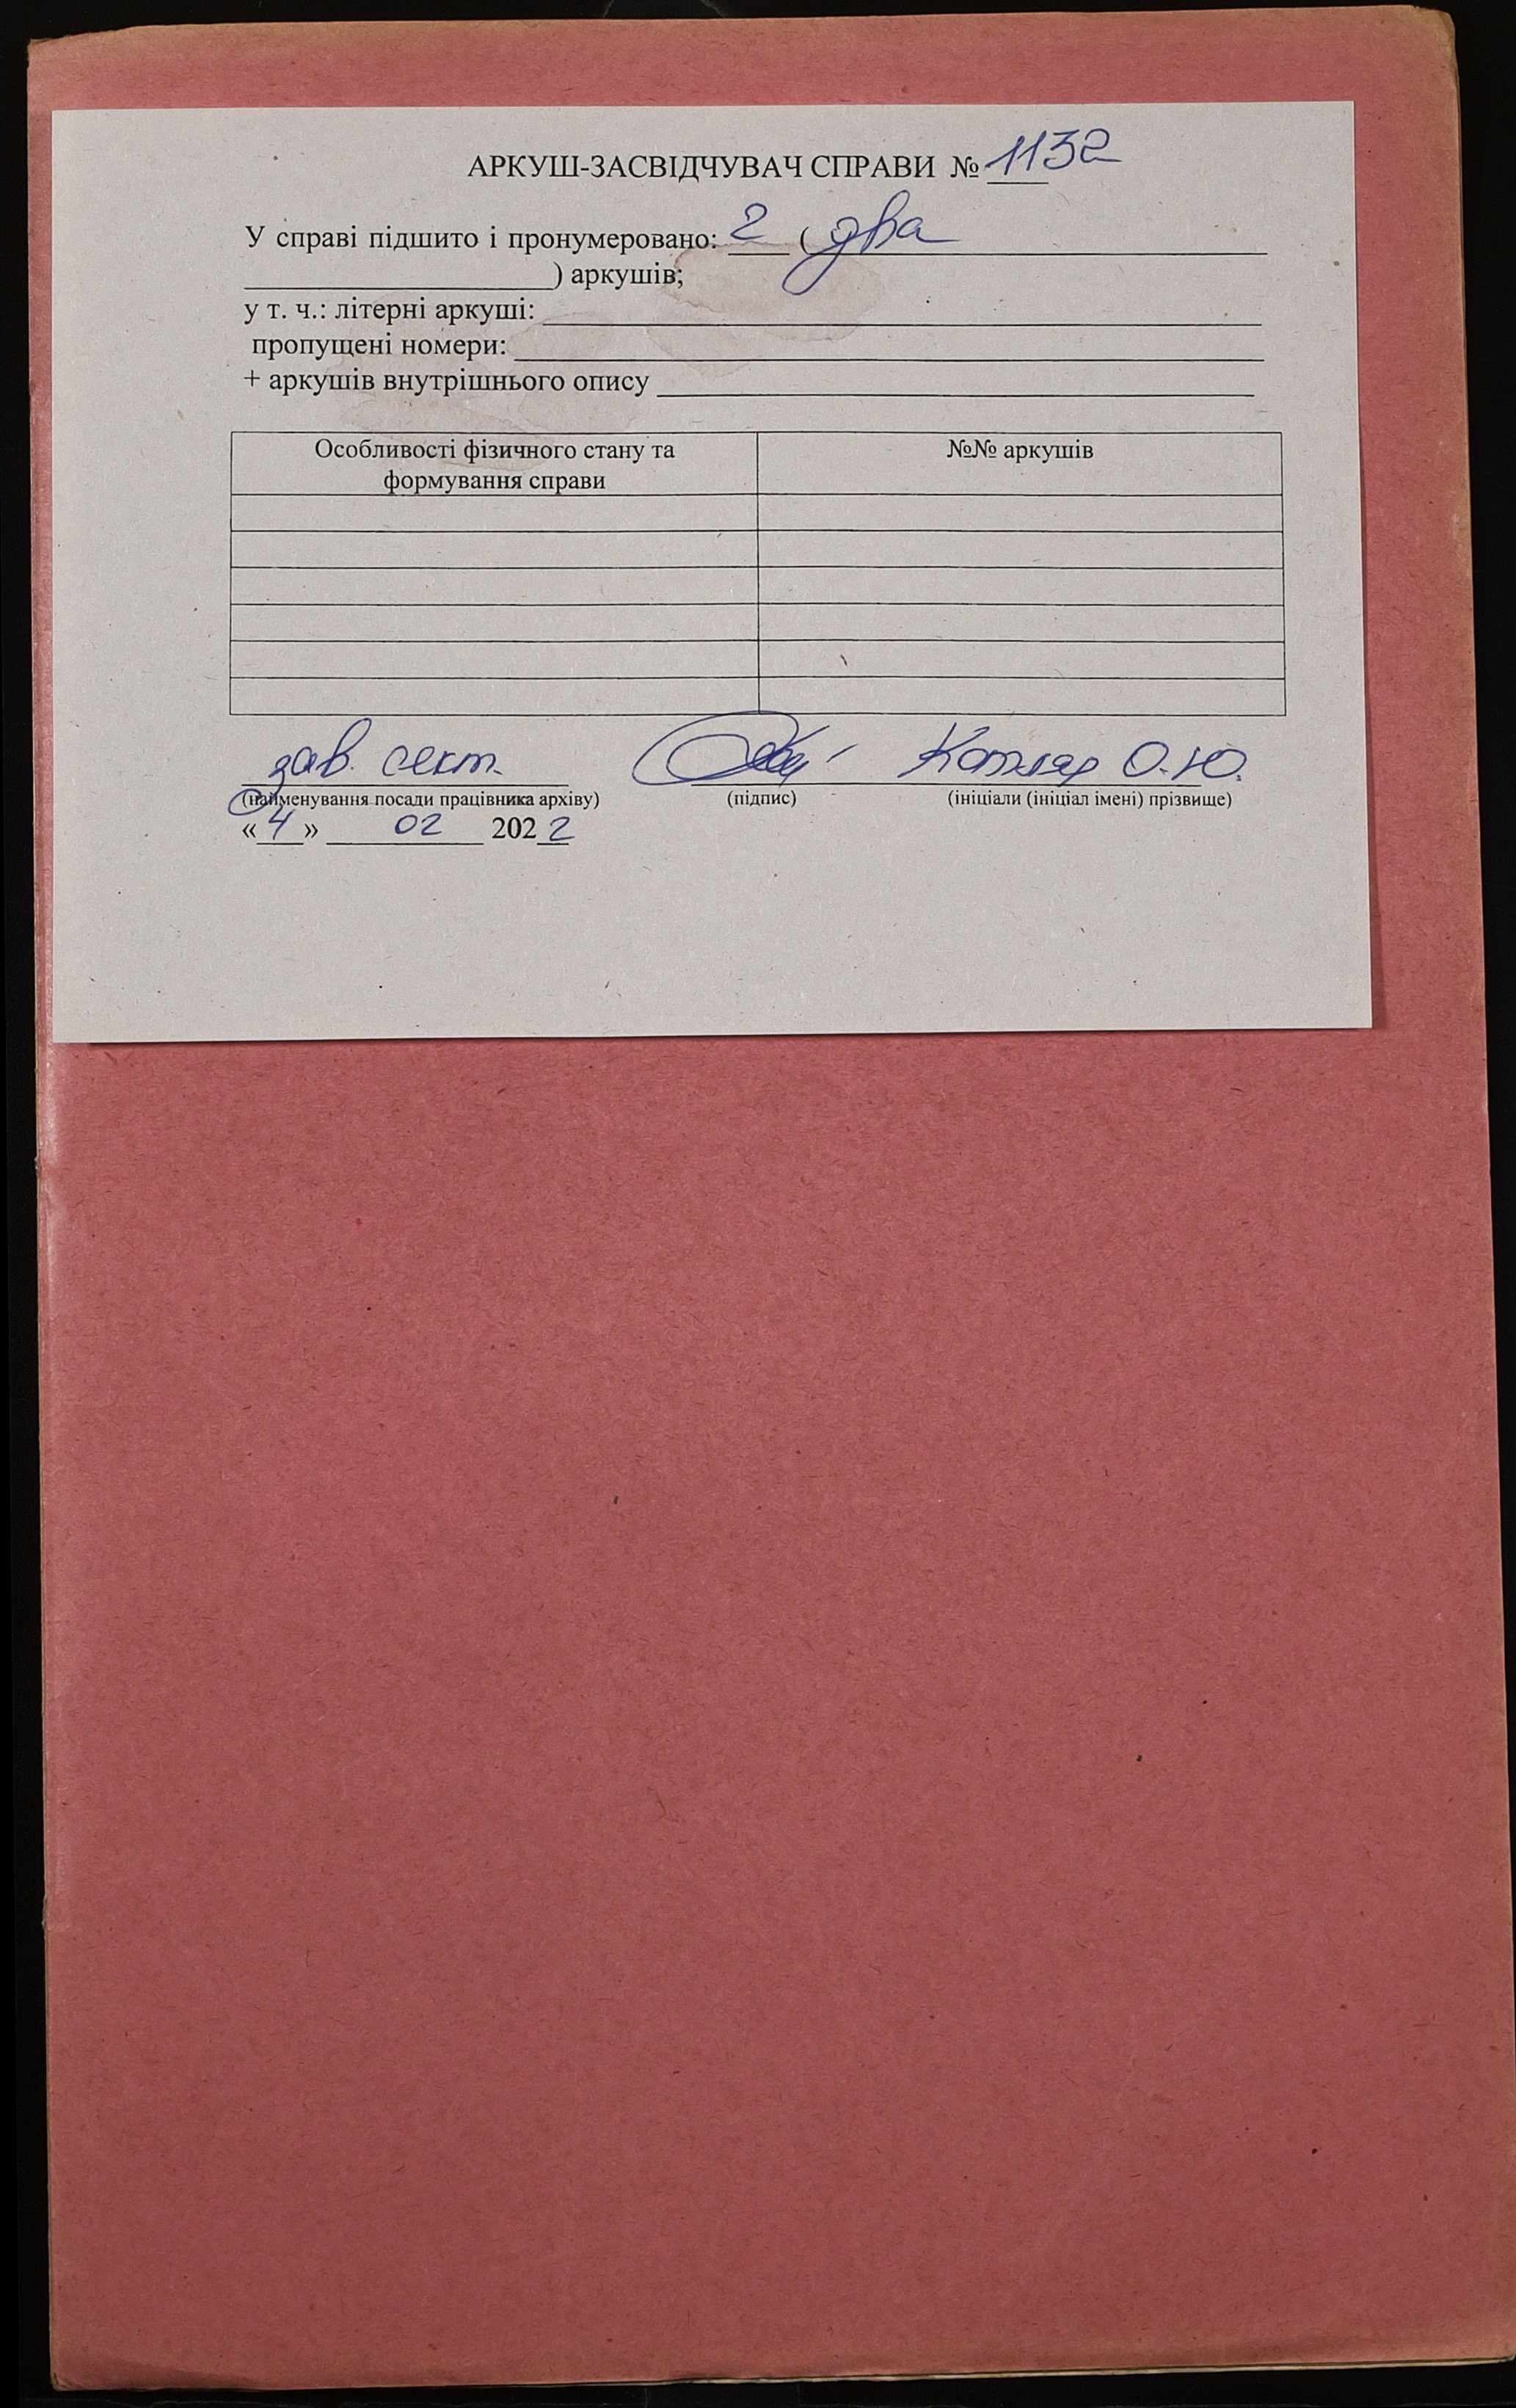 АРКУШ-ЗАСВІДЧУВАЧ СПРАВИ № 1132
У справі підшито і пронумеровано: 2 ( два
) аркушів;
у т. ч.: літерні аркуші:
пропущені номери:
+ аркушів внутрішнього опису
Особливості фізичного стану та
формування справи
№№ аркушів
зав. сект. Котляр О.Ю.
(найменування посади працівника архіву) (підпис) (ініціали (ініціал імені) прізвище)
« 4 » 02 2022